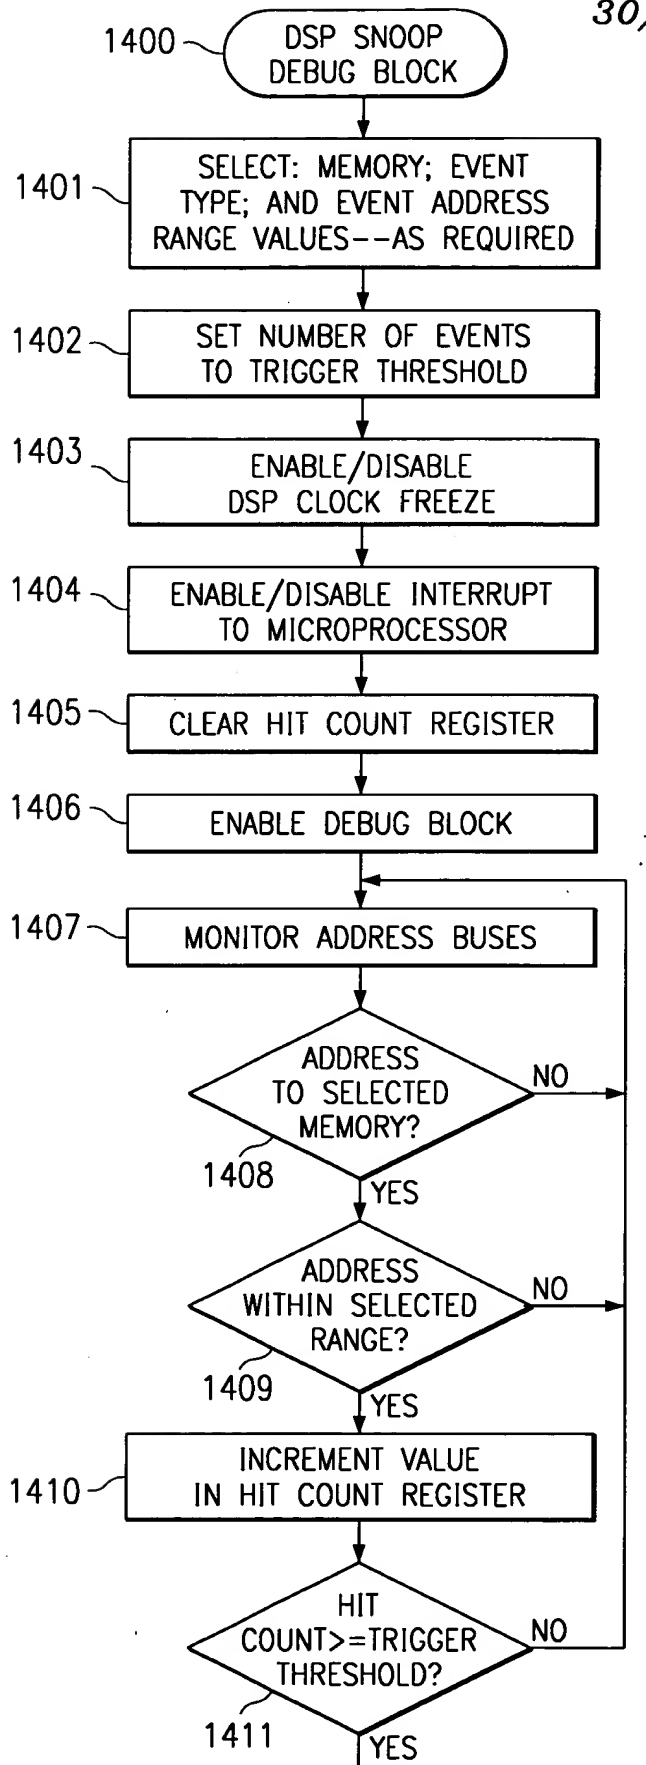 30)
1400
DSP SNOOP
DEBUG BLOCK
1401
SELECT: MEMORY; EVENT
TYPE; AND EVENT ADDRESS
RANGE VALUES--AS REQUIRED
1402
SET NUMBER OF EVENTS
TO TRIGGER THRESHOLD
1403
ENABLE/DISABLE
DSP CLOCK FREEZE
1404
ENABLE/DISABLE INTERRUPT
TO MICROPROCESSOR
1405
CLEAR HIT COUNT REGISTER
1406
ENABLE DEBUG BLOCK
1407
MONITOR ADDRESS BUSES
ADDRESS
TO SELECTED
MEMORY?
NO
1408
YES
ADDRESS
WITHIN SELECTED
RANGE?
NO
1409
YES
1410
INCREMENT VALUE
IN HIT COUNT REGISTER
HIT
COUNT>=TRIGGER
THRESHOLD?
NO
1411
YES